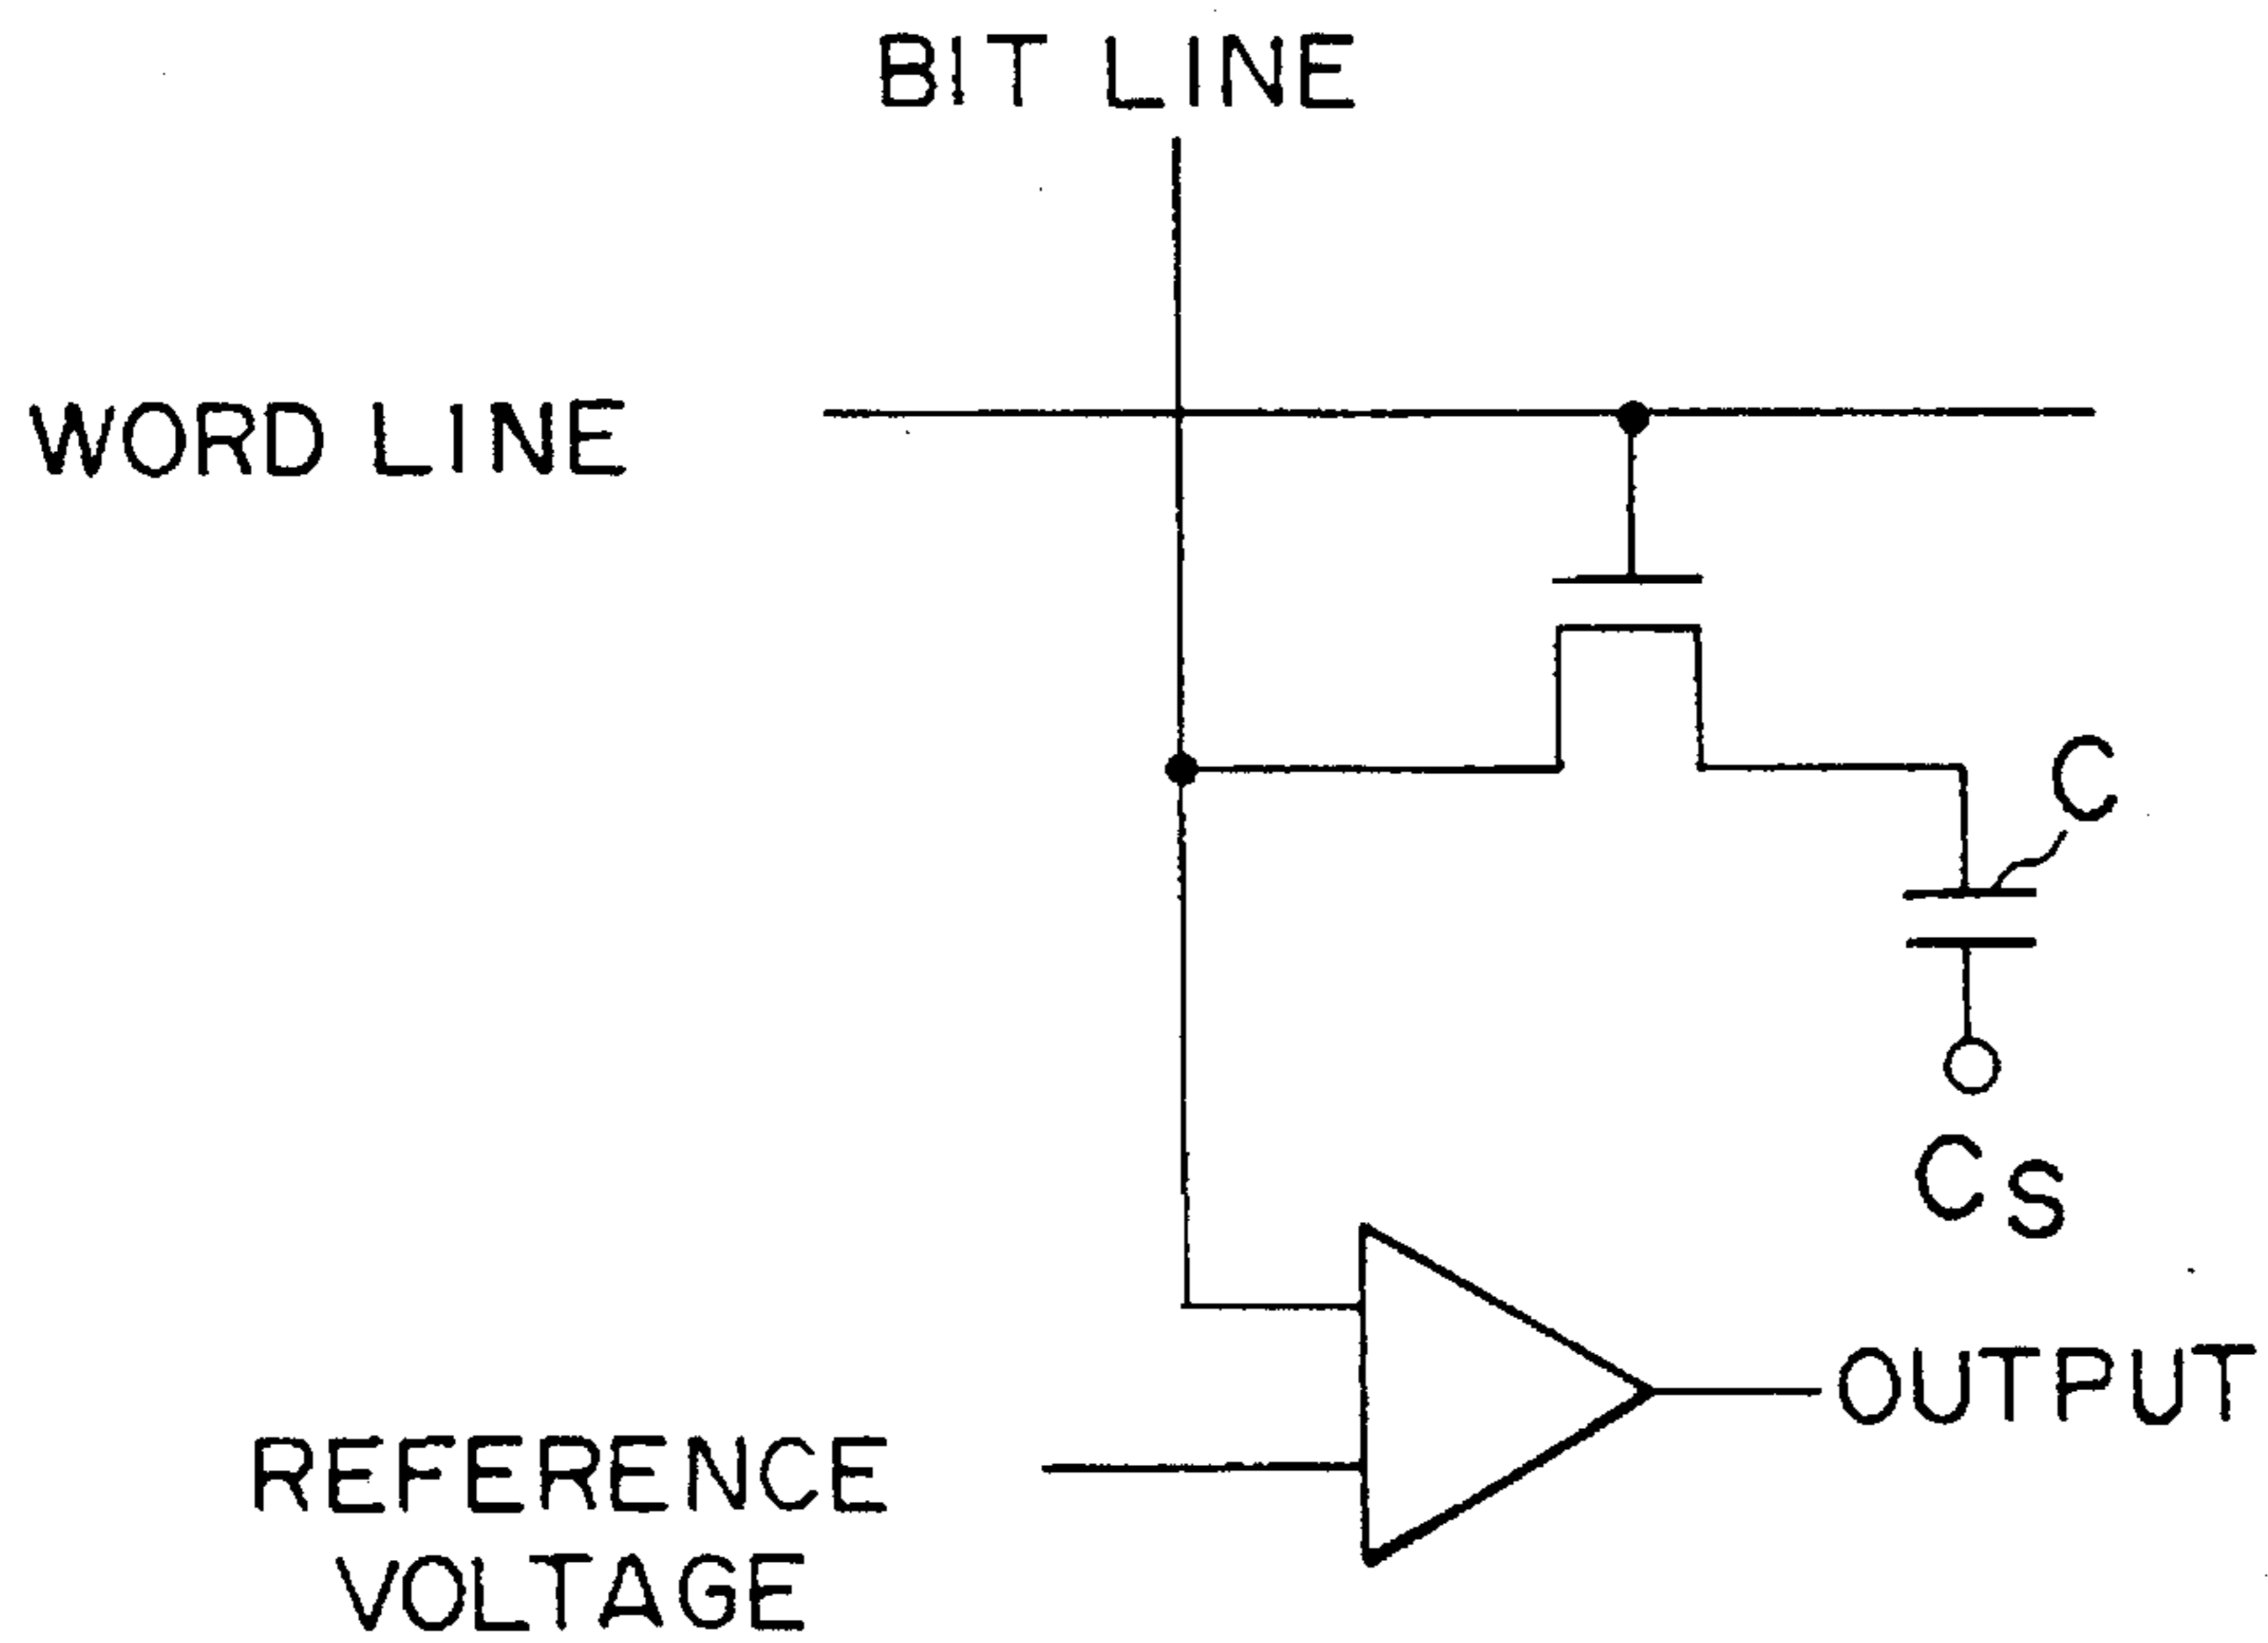 BIT LINE
WORD LINE
C
CS
OUTPUT
REFERENCE
VOLTAGE